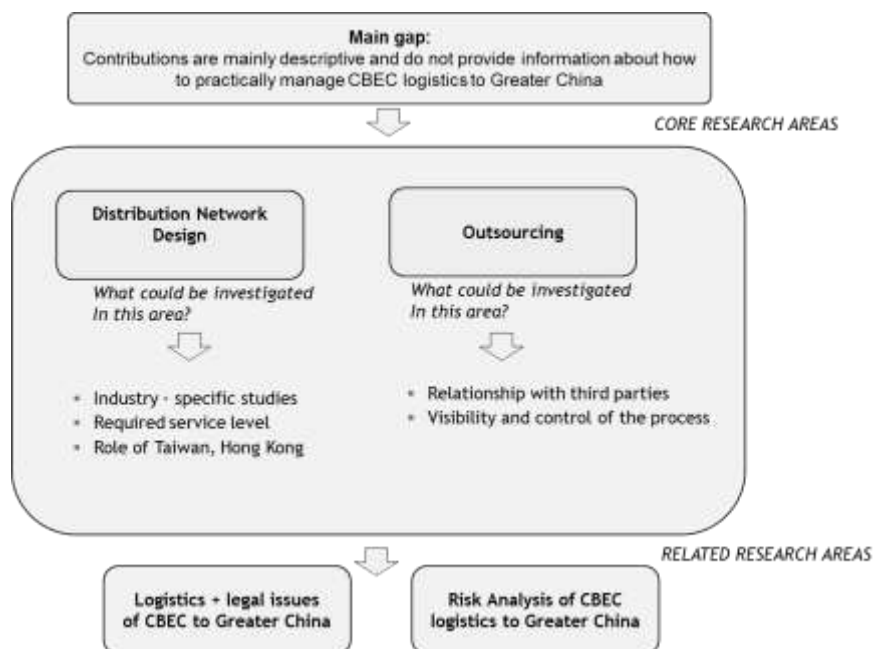 Main gap:
Contributions are mainly descriptive and do not provide information about how
to practically manage CBEC logistics to Greater China
CORE RESEARCH AREAS
Distribution Network
Design
What could be investigated
In this area?
• Industry - specific studies
• Required service level
• Role of Taiwan, Hong Kong
Outsourcing
What could be investigated
In this area?
• Relationship with third parties
• Visibility and control of the process
RELATED RESEARCH AREAS
Logistics + legal issues
of CBEC to Greater China
Risk Analysis of CBEC
logistics to Greater China